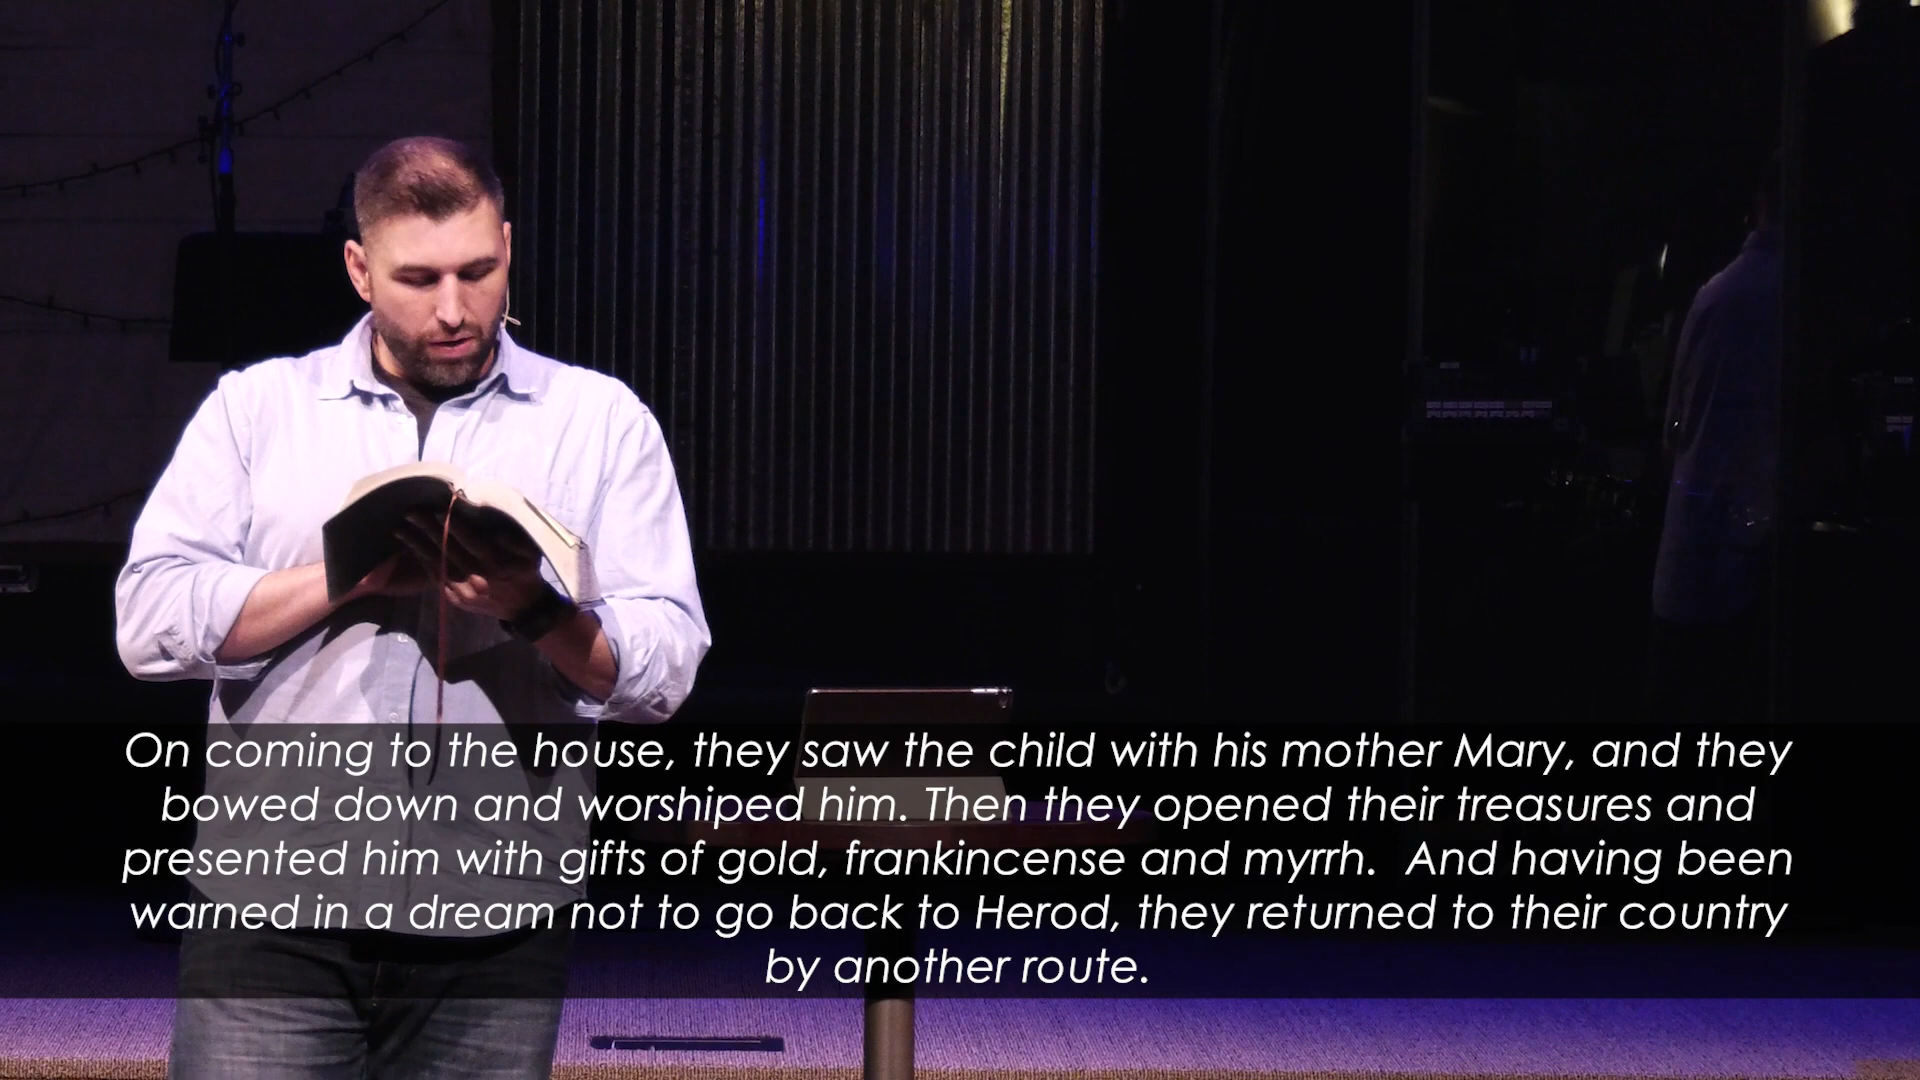 On coming to the house, they saw the child with his mother Mary, and they
bowed down and worshiped him. Then they opened their treasures and
presented him with gifts of gold, frankincense and myrrh.  And having been
warned in a dream not to go back to Herod, they returned to their country
by another route.